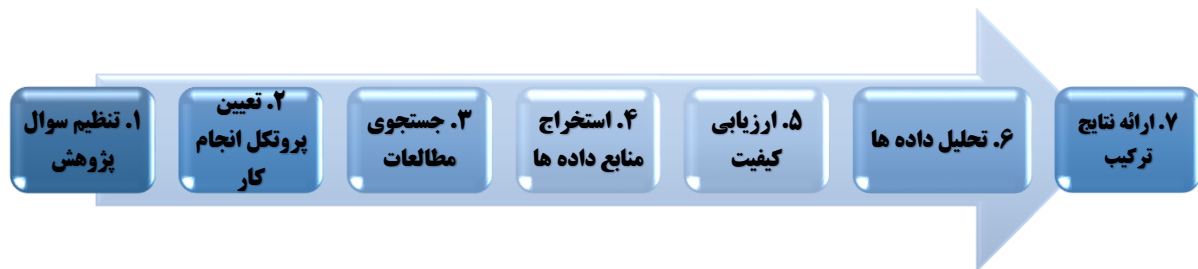 ۱. تنظیم سوال
پژوهش
۲. تعیین
پروتکل انجام
کار
۳. جستجوی
مطالعات
۴. استخراج
منابع داده ها
۵. ارزیابی
کیفیت
۶. تحلیل داده ها
۷. ارائه نتایج
ترکیب